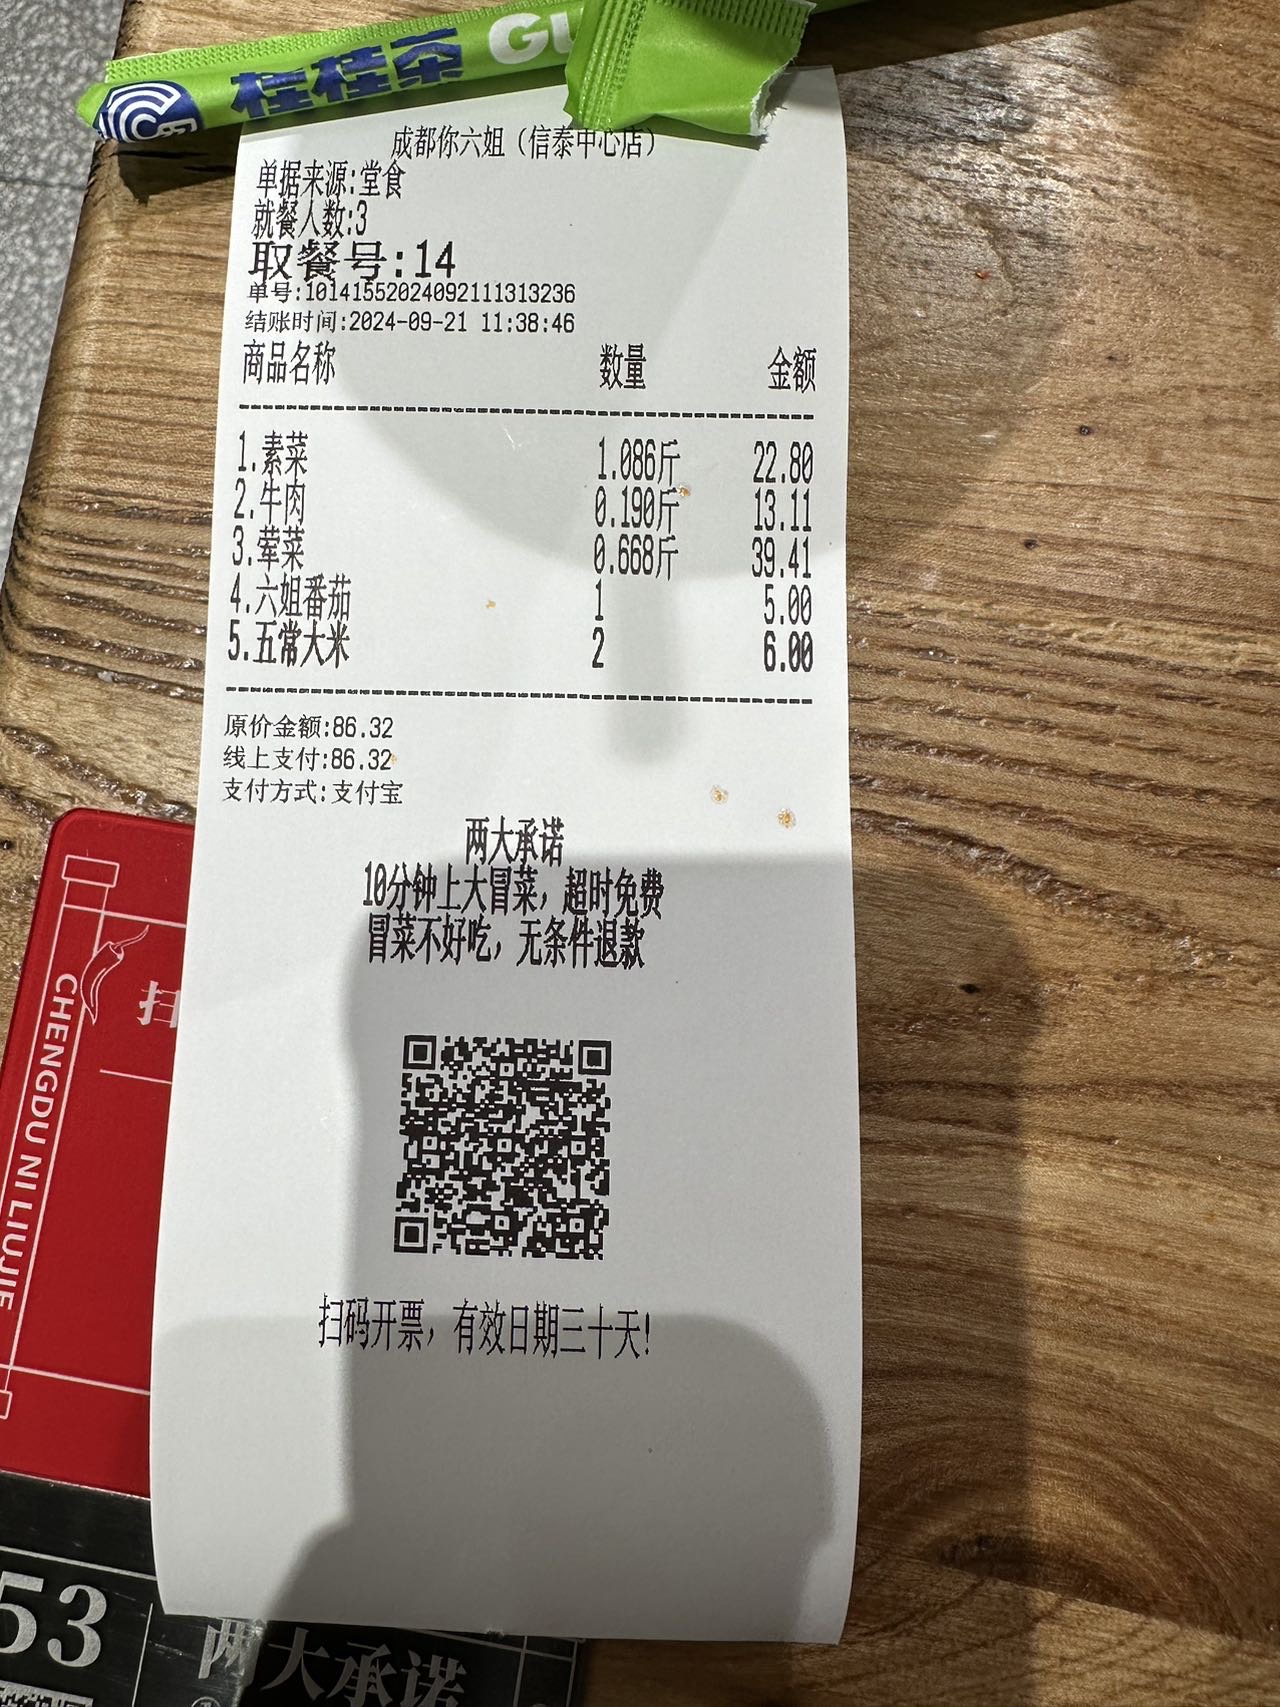 桂桂茶 GU
成都你六姐（信泰中心店）
单据来源:堂食
就餐人数:3
取餐号:14
单号:10141552024092111313236
结账时间:2024-09-21 11:38:46
商品名称 数量 金额
1.素菜 1.086斤 22.80
2.牛肉 0.190斤 13.11
3.荤菜 0.668斤 39.41
4.六姐番茄 1 5.00
5.五常大米 2 6.00
原价金额:86.32
线上支付:86.32
支付方式:支付宝
两大承诺
10分钟上大冒菜，超时免费
冒菜不好吃，无条件退款
扫码开票，有效日期三十天！
扫
CHENGDU NI LIUJIE
53
两大承诺